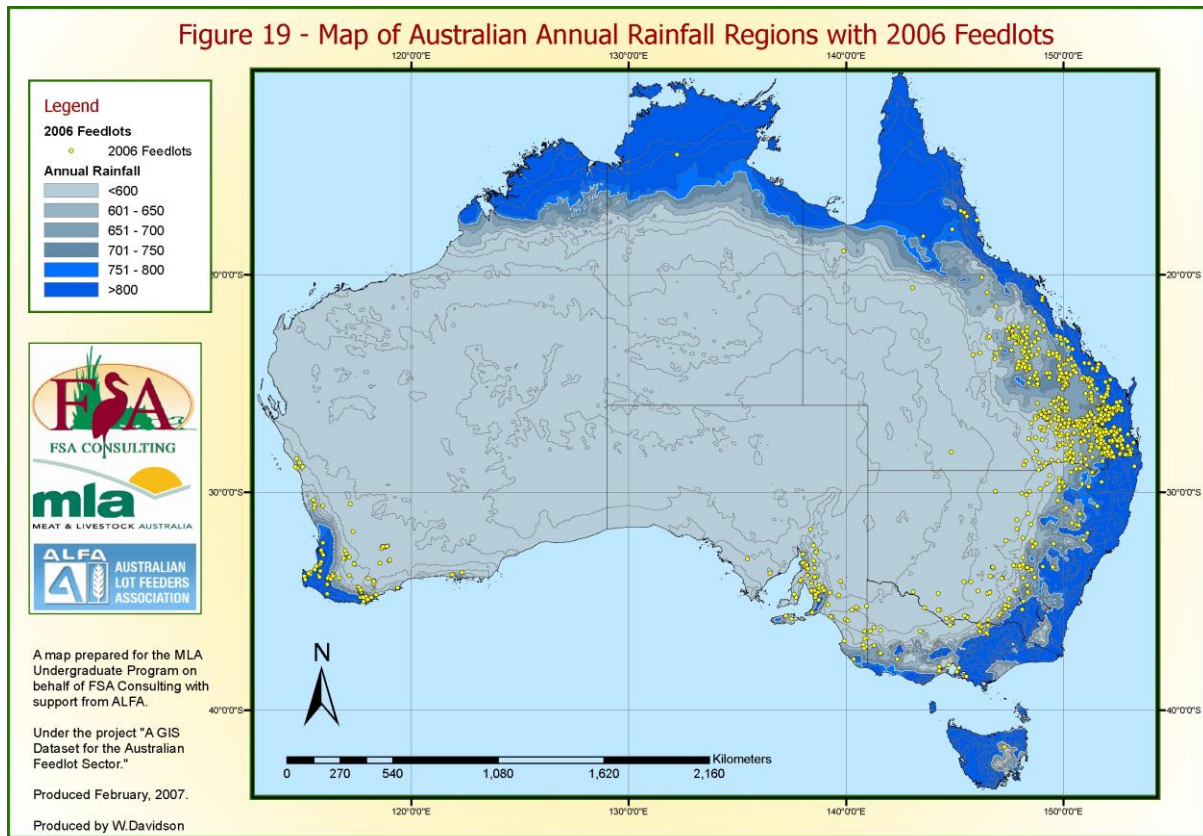 Figure 19 - Map of Australian Annual Rainfall Regions with 2006 Feedlots
120°0'0"E 130°0'0"E 140°0'0"E 150°0'0"E
Legend
2006 Feedlots
2006 Feedlots
Annual Rainfall
<600
601 - 650
651 - 700
701 - 750
751 - 800
>800
20°0'0"S 20°0'0"S
FSA
FSA CONSULTING
mla
MEAT & LIVESTOCK AUSTRALIA
30°0'0"S 30°0'0"S
ALFA
AUSTRALIAN
LOT FEEDERS
ASSOCIATION
A map prepared for the MLA
Undergraduate Program on
behalf of FSA Consulting with
support from ALFA.
Under the project "A GIS
Dataset for the Australian
Feedlot Sector."
Produced February, 2007.
Produced by W.Davidson
N
40°0'0"S 40°0'0"S
Kilometers
0 270 540 1,080 1,620 2,160
120°0'0"E 130°0'0"E 140°0'0"E 150°0'0"E